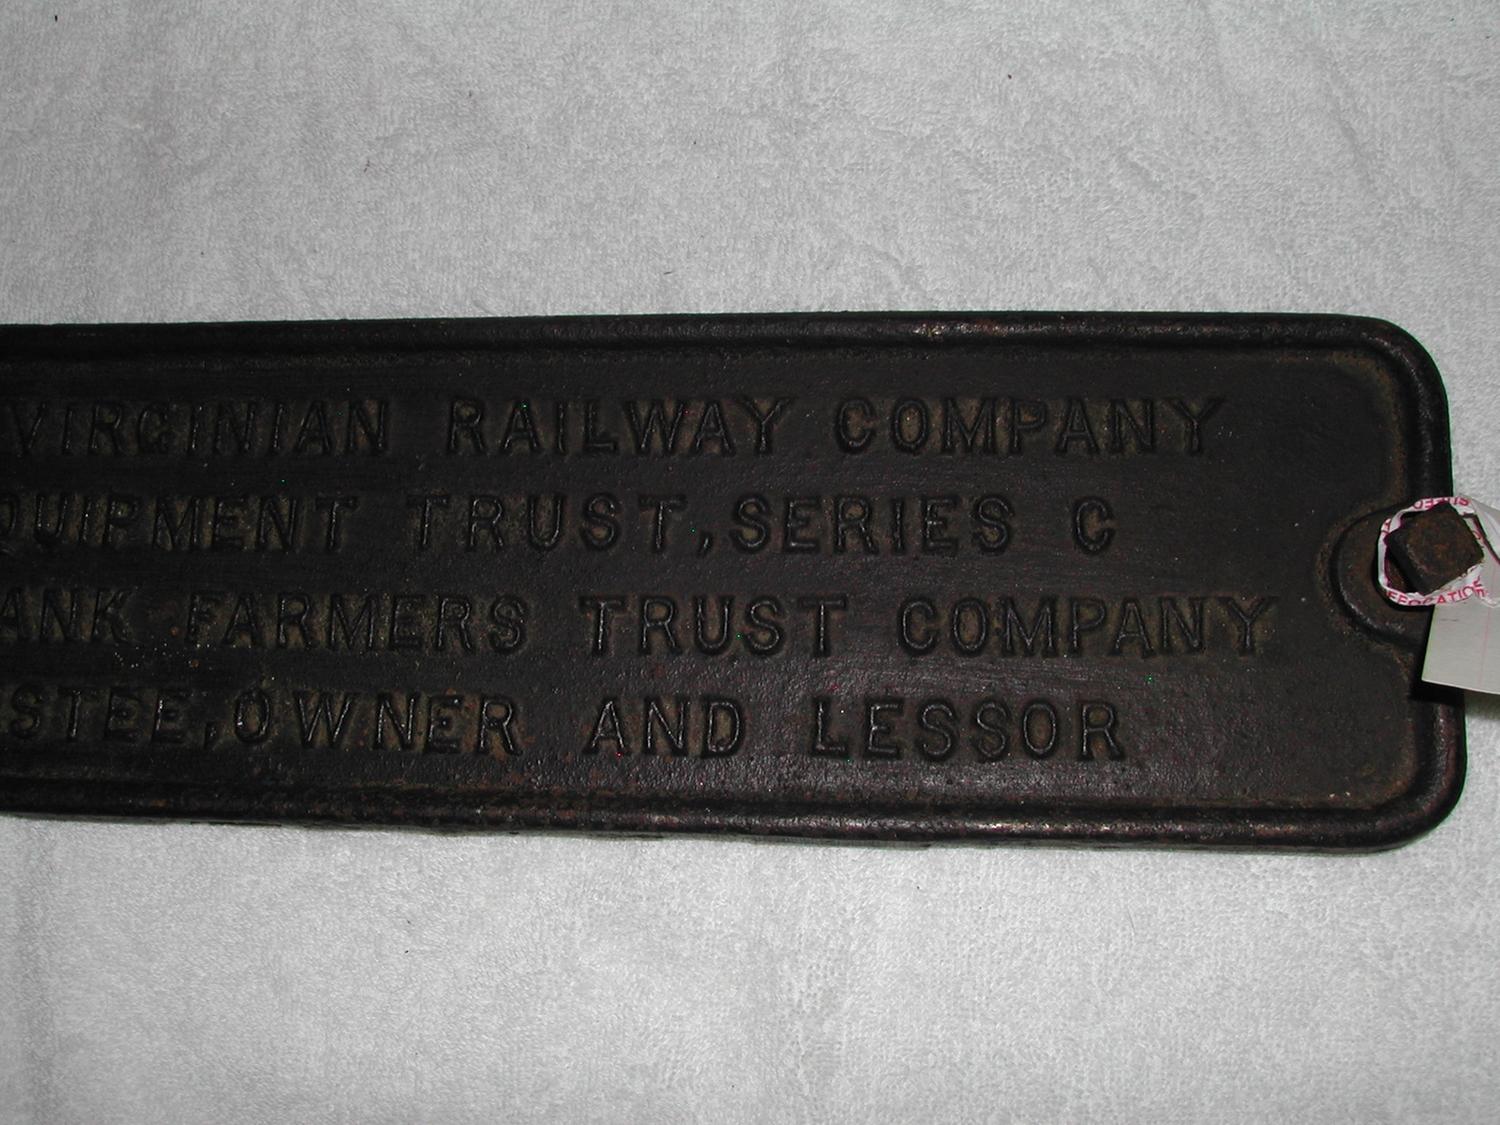 VIRGINIAN RAILWAY COMPANY
QUIPMENT TRUST, SERIES C
ANK FARMERS TRUST COMPANY
STEE, OWNER AND LESSOR